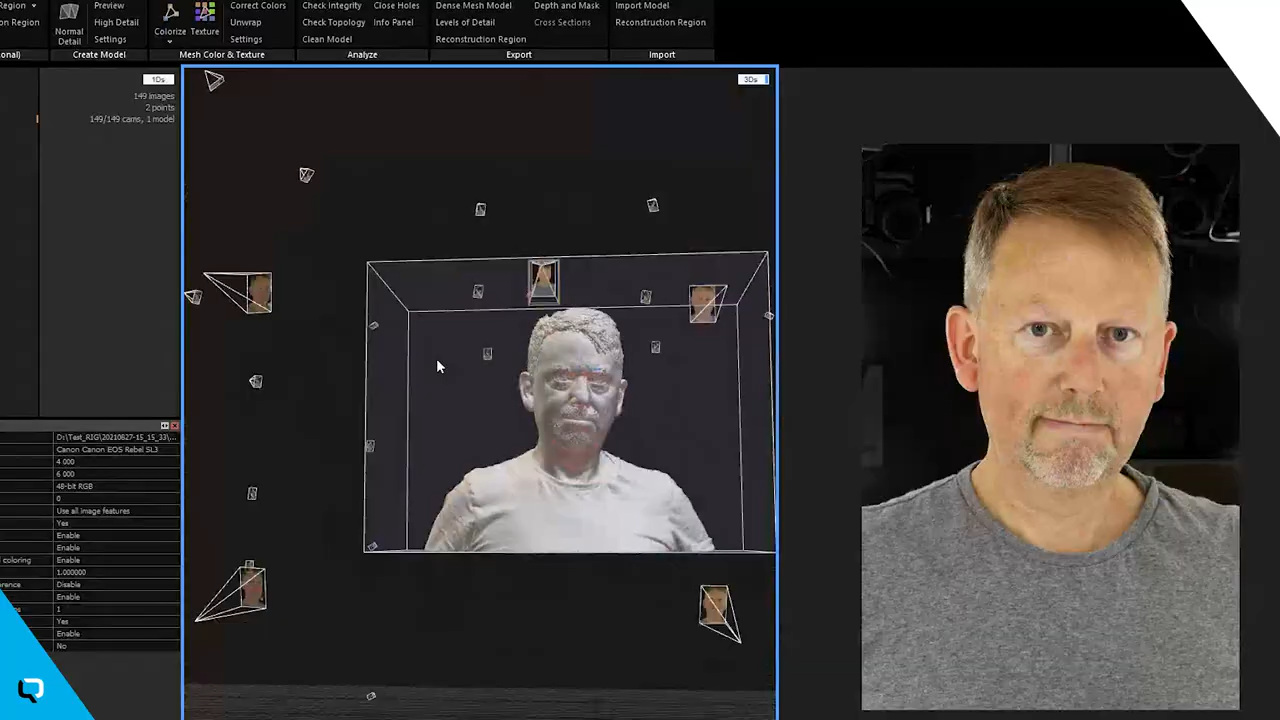 Region
on Region
onal)
Normal
Detail
Preview
High Detail
Settings
Create Model
Colorize
Texture
Correct Colors
Unwrap
Settings
Mesh Color & Texture
Check Integrity
Check Topology
Clean Model
Close Holes
Info Panel
Analyze
Dense Mesh Model
Levels of Detail
Reconstruction Region
Depth and Mask
Cross Sections
Export
Import Model
Reconstruction Region
Import
1Ds
149 images
2 points
149/149 cams, 1 model
3Ds
D:\Test_RIG\20210827-15_15_33\...
Canon Canon EOS Rebel SL3
4 000
6 000
48-bit RGB
0
Use all image features
Yes
Enable
Enable
coloring Enable
1.000000
erence Disable
Enable
1
Yes
Enable
No